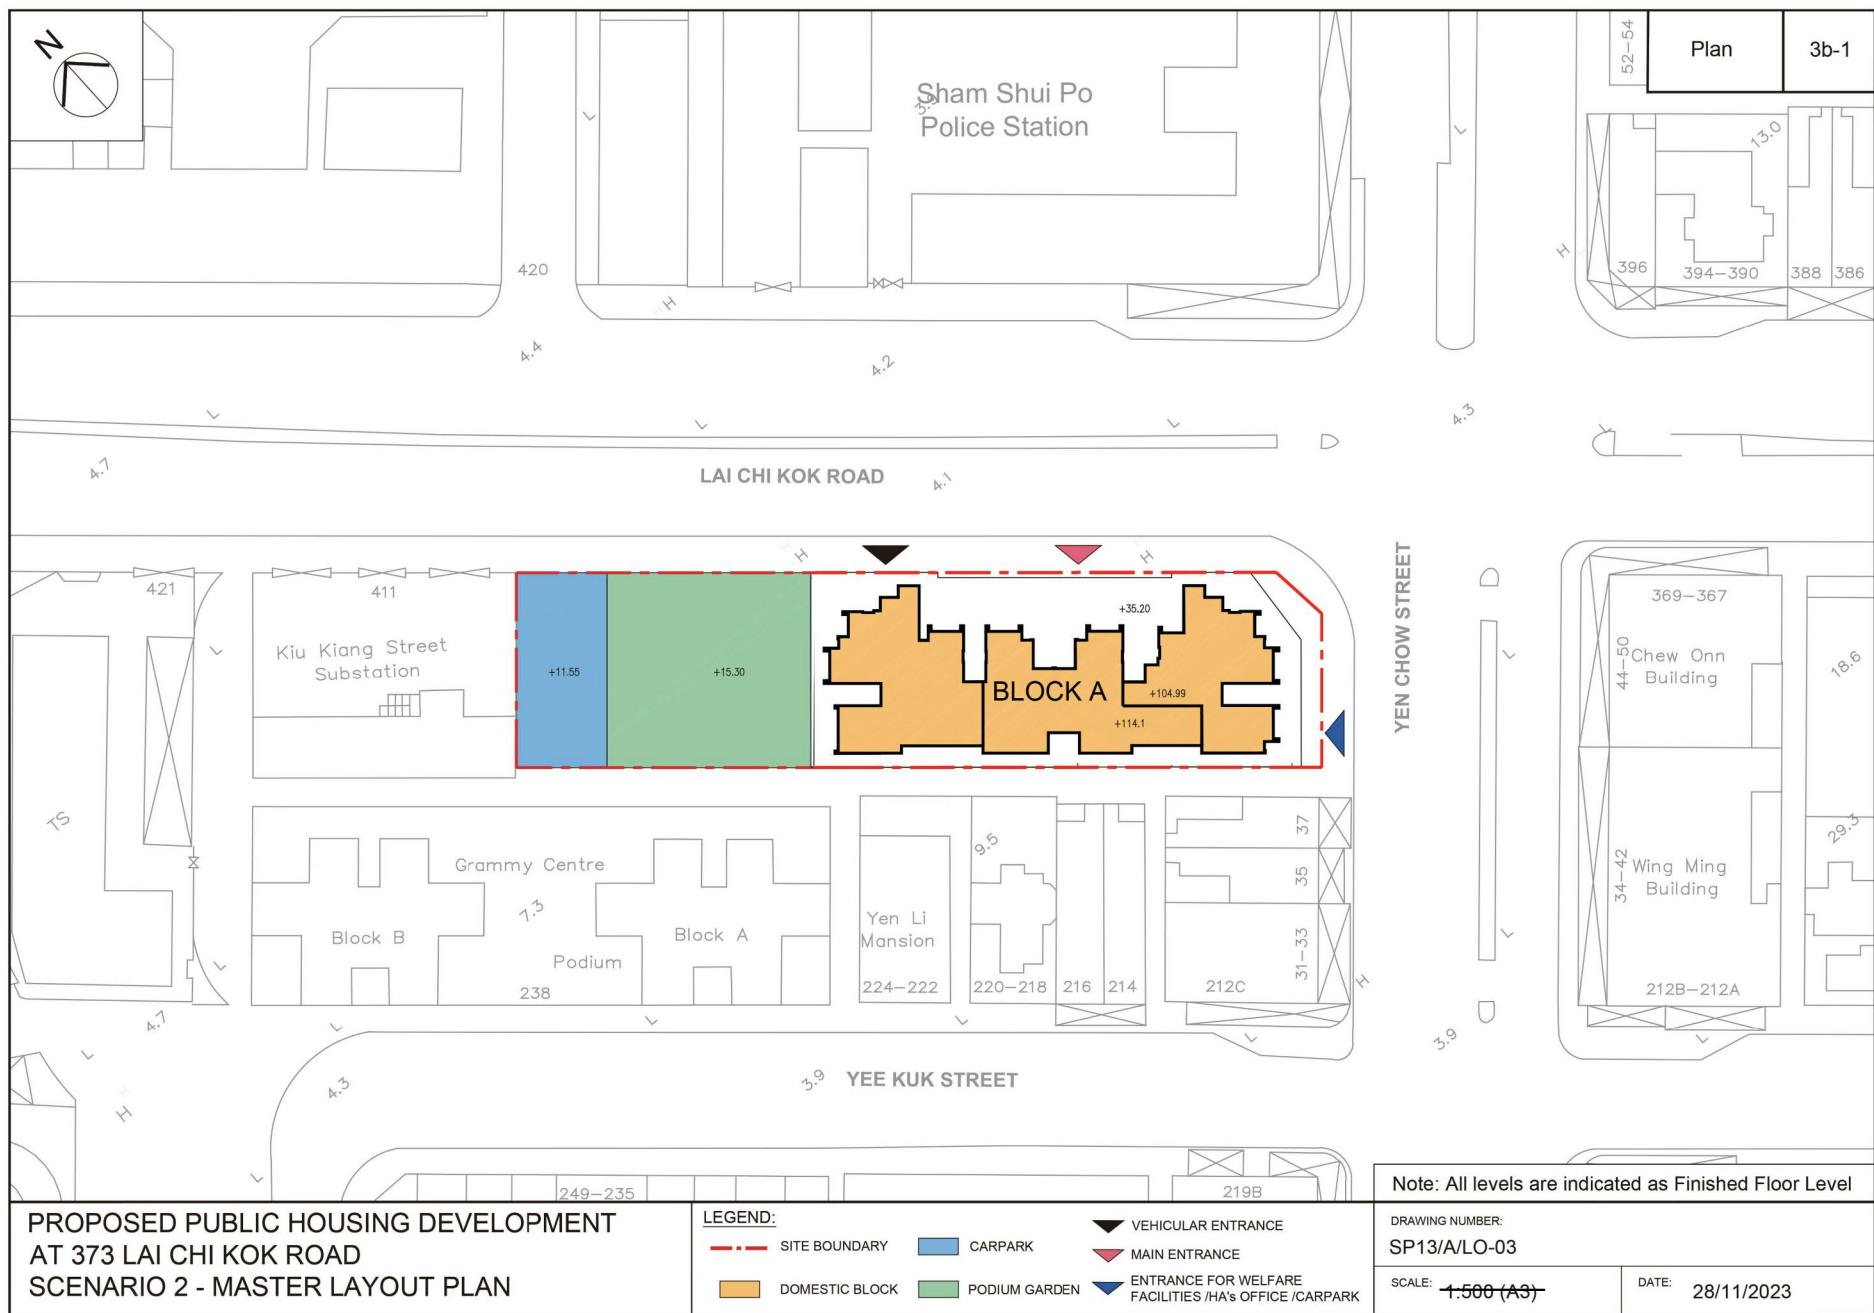 N
Plan
3b-1
52-54
Sham Shui Po
Police Station
3.9
13.0
396
394-390
388
386
420
H
H
4.4
4.2
4.3
4.7
LAI CHI KOK ROAD
4.1
YEN CHOW STREET
421
411
Kiu Kiang Street
Substation
+11.55
+15.30
+35.20
BLOCK A
+104.99
+114.1
369-367
44-50
Chew Onn
Building
18.6
TS
Grammy Centre
7.3
Block B
Block A
Podium
238
Yen Li
Mansion
224-222
9.5
220-218
216
214
212C
37
35
31-33
34-42
Wing Ming
Building
29.3
212B-212A
4.7
4.3
3.9
YEE KUK STREET
3.9
249-235
219B
Note: All levels are indicated as Finished Floor Level
PROPOSED PUBLIC HOUSING DEVELOPMENT
AT 373 LAI CHI KOK ROAD
SCENARIO 2 - MASTER LAYOUT PLAN
LEGEND:
SITE BOUNDARY
CARPARK
DOMESTIC BLOCK
PODIUM GARDEN
VEHICULAR ENTRANCE
MAIN ENTRANCE
ENTRANCE FOR WELFARE
FACILITIES /HA's OFFICE /CARPARK
DRAWING NUMBER:
SP13/A/LO-03
SCALE: 1:500 (A3)
DATE: 28/11/2023